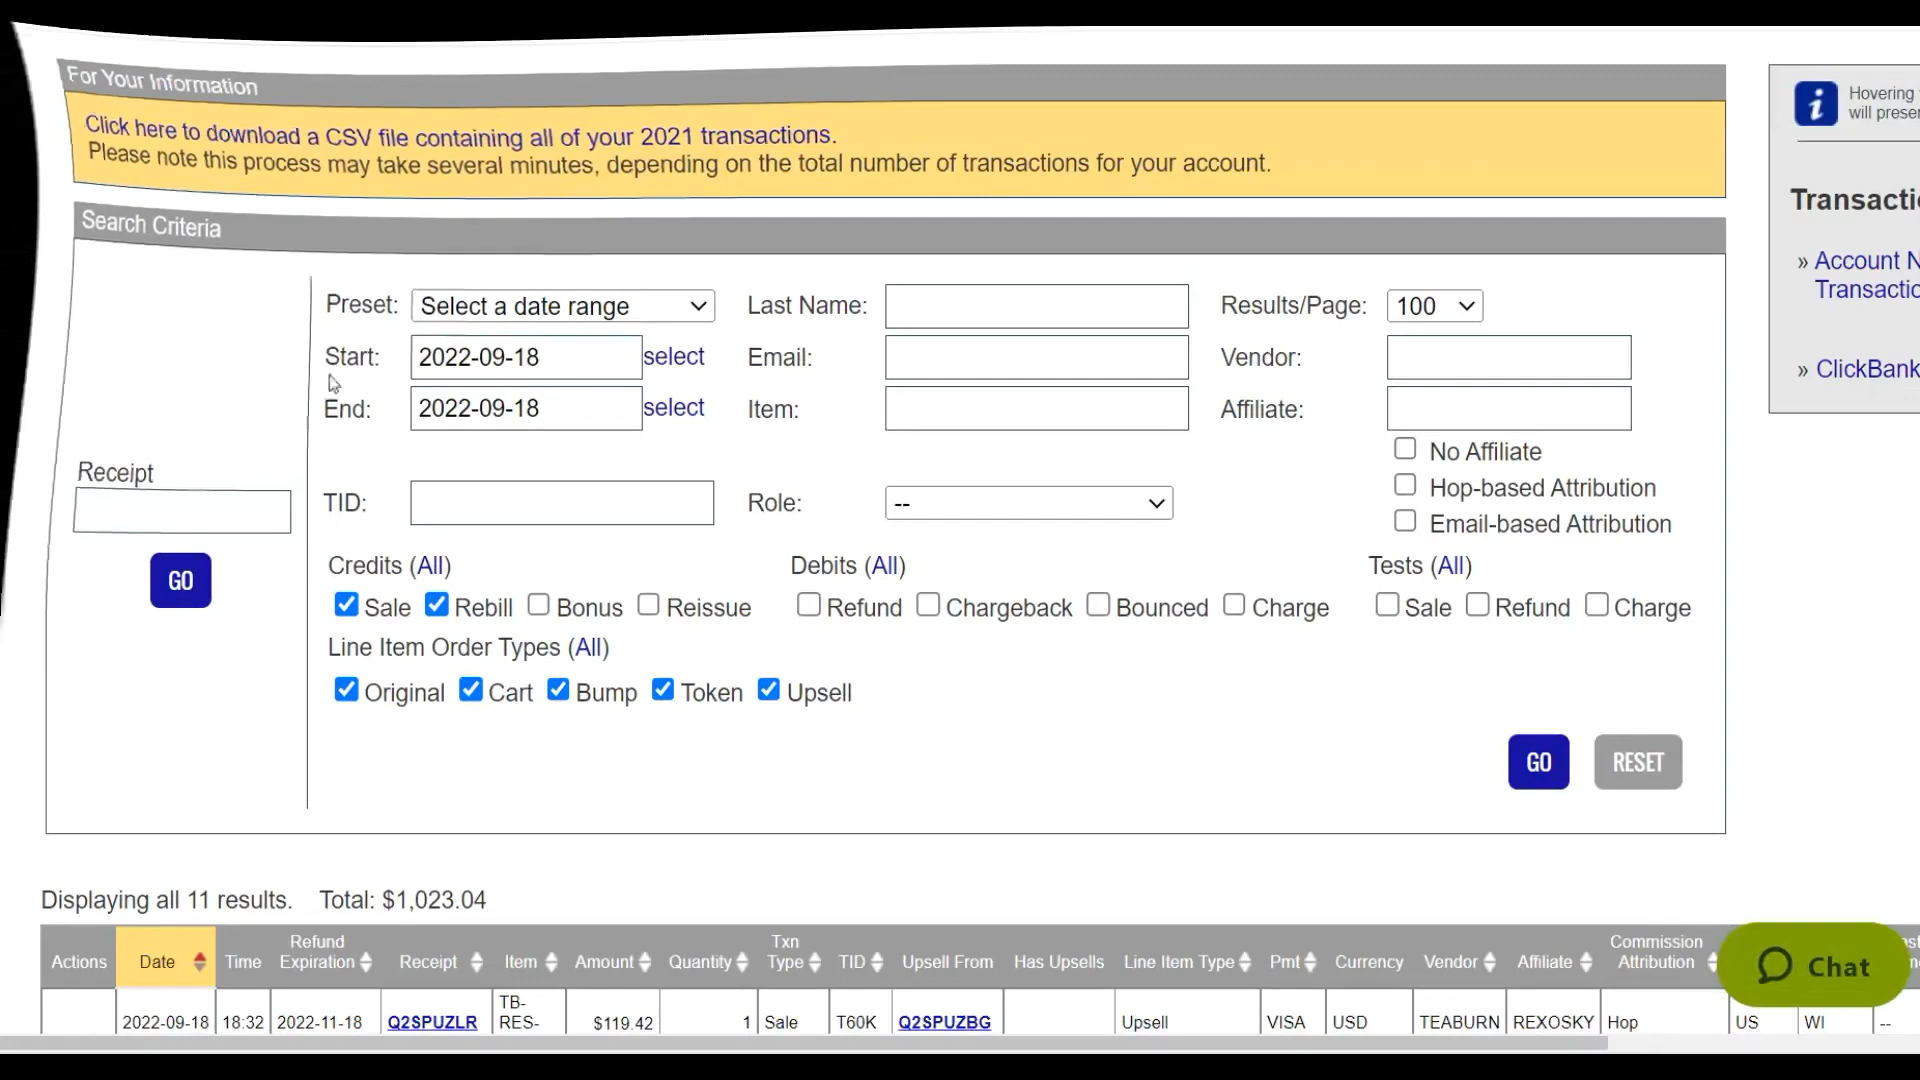 For Your Information
Click here to download a CSV file containing all of your 2021 transactions.
Please note this process may take several minutes, depending on the total number of transactions for your account.
Hovering
will
Search Criteria
Transacti
» Account N
Transactio
» ClickBank
Preset: Select a date range Last Name: Results/Page: 100
Start: 2022-09-18 select Email: Vendor:
End: 2022-09-18 select Item: Affiliate:
No Affiliate
Hop-based Attribution
Email-based Attribution
Receipt
TID: Role: --
GO
Credits (All) Debits (All) Tests (All)
Sale Rebill Bonus Reissue Refund Chargeback Bounced Charge Sale Refund Charge
Line Item Order Types (All)
Original Cart Bump Token Upsell
GO RESET
Displaying all 11 results. Total: $1,023.04
Actions Date Time Refund Expiration Receipt Item Amount Quantity Txn Type TID Upsell From Has Upsells Line Item Type Pmt Currency Vendor Affiliate Commission Attribution
2022-09-18 18:32 2022-11-18 Q2SPUZLR TB-RES- $119.42 1 Sale T60K Q2SPUZBG Upsell VISA USD TEABURN REXOSKY Hop US WI --
Chat